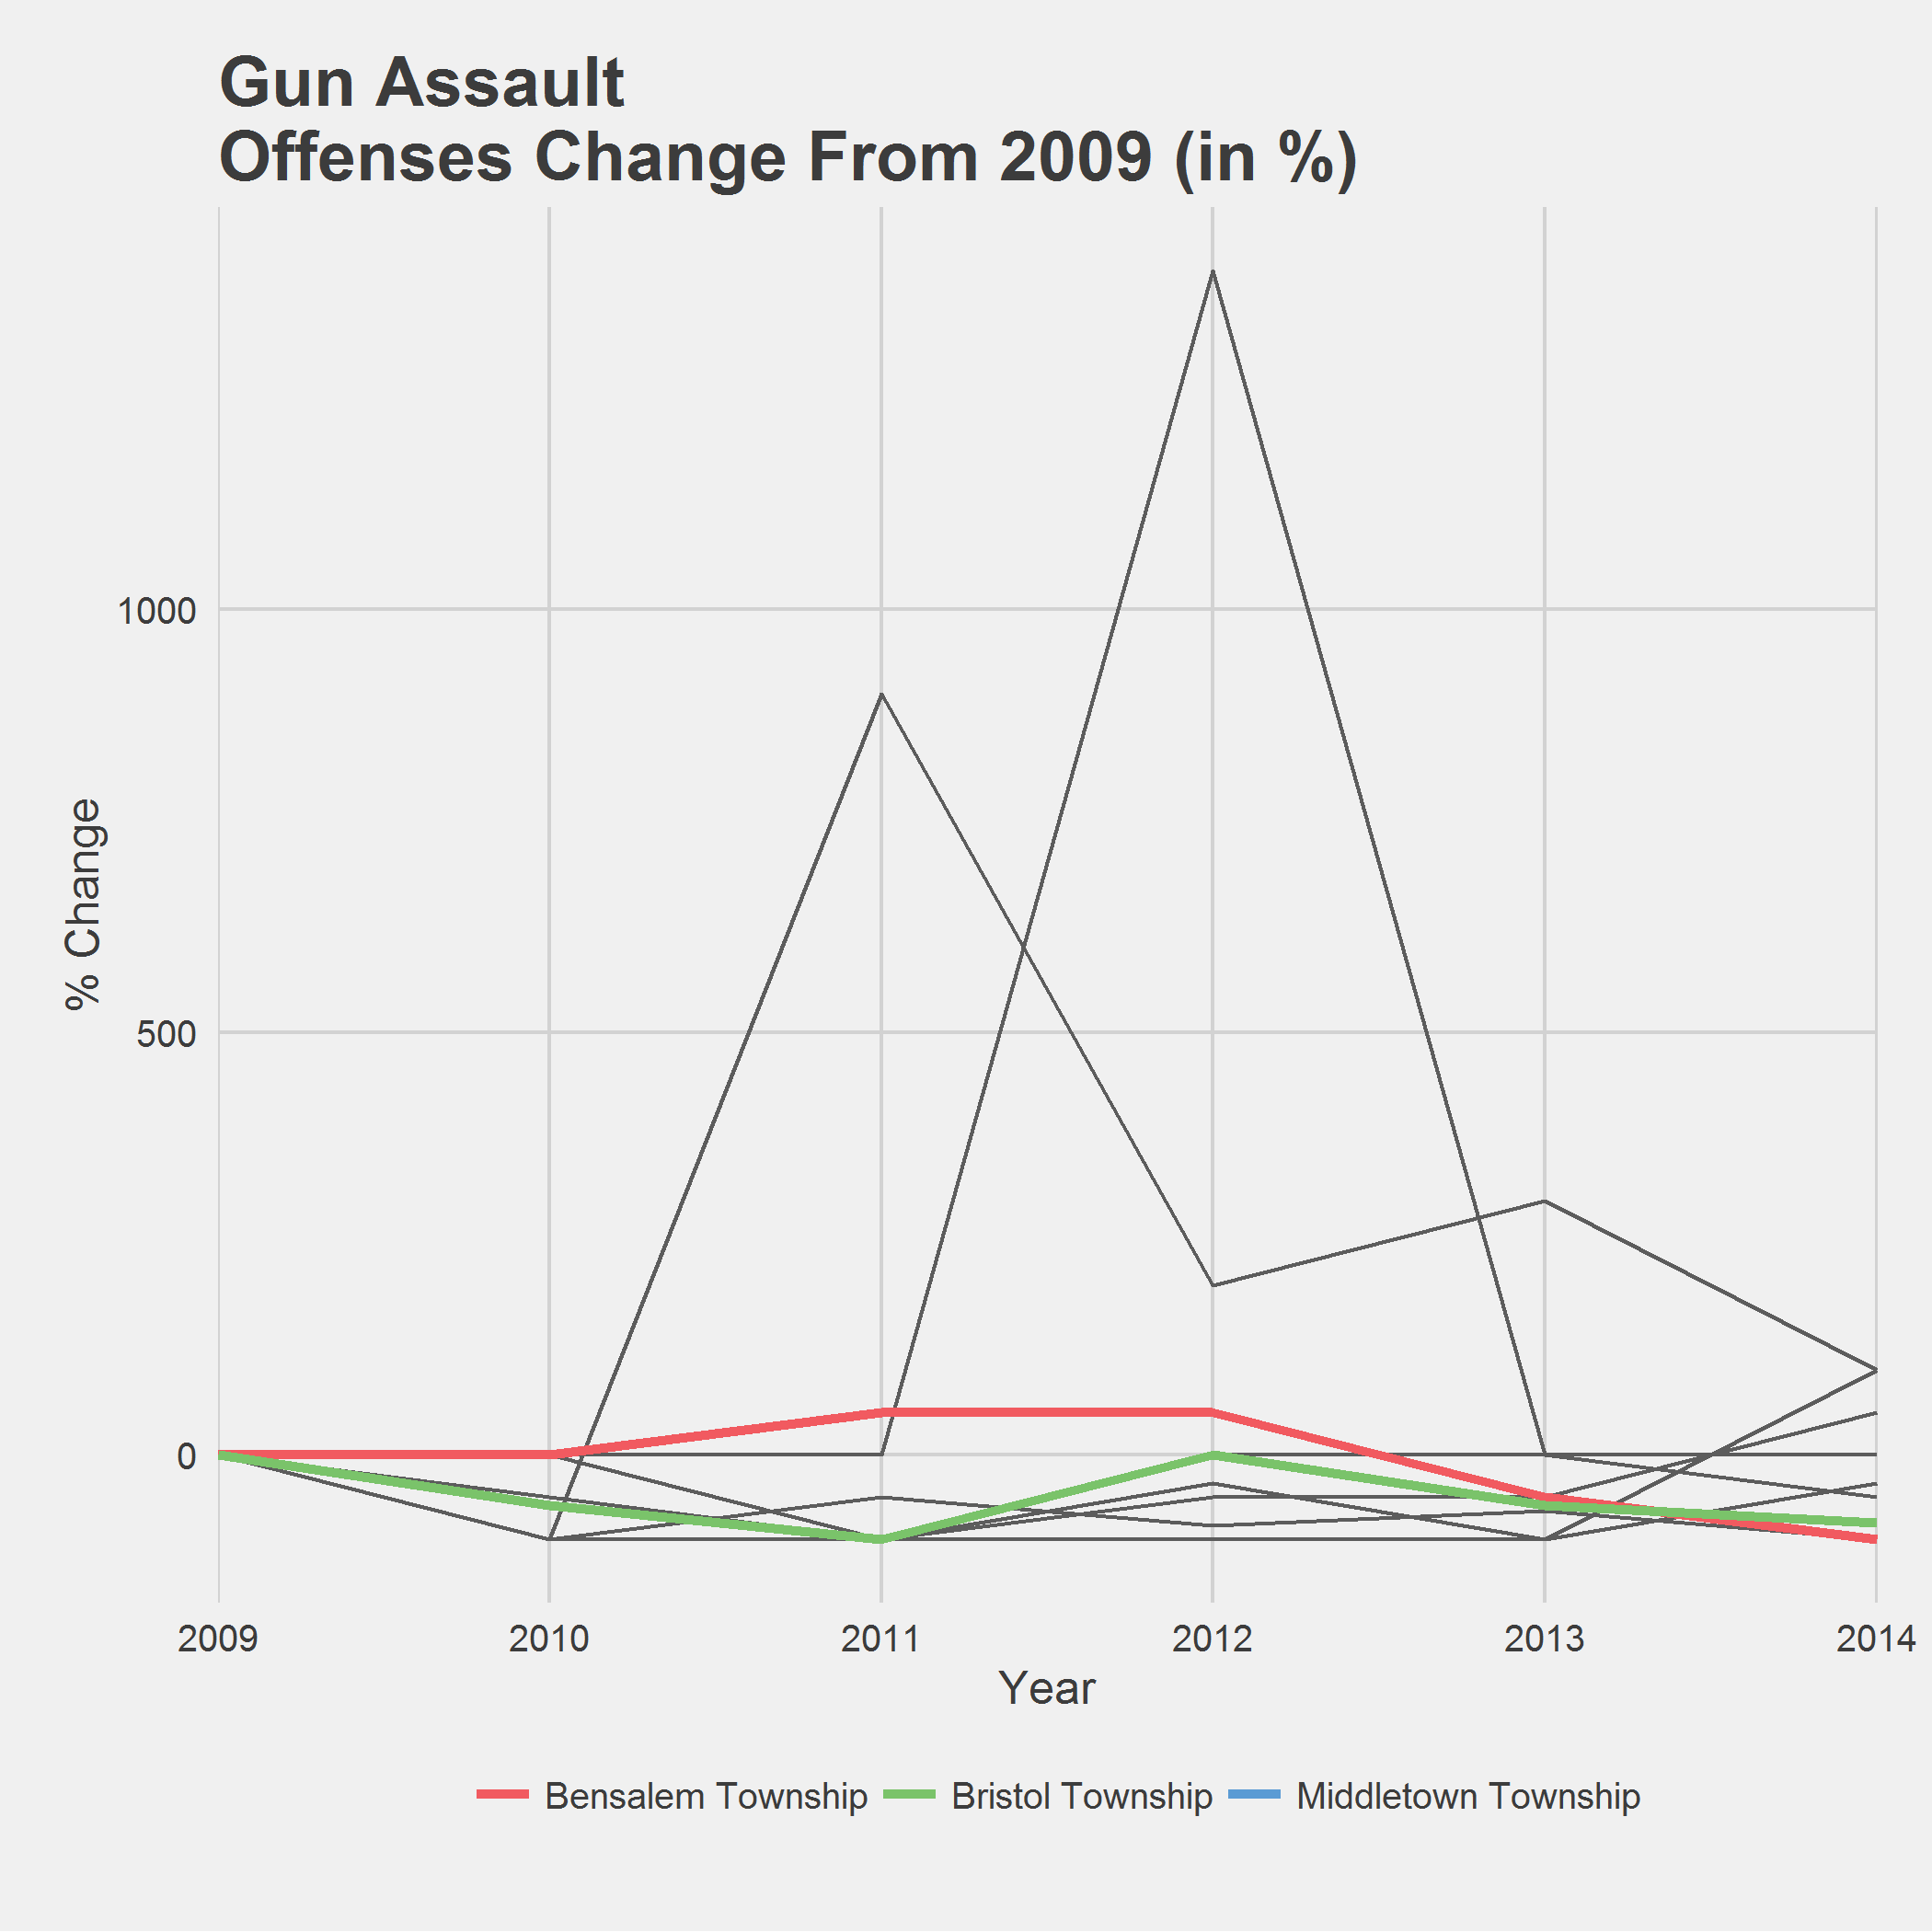 Gun Assault
Offenses Change From 2009 (in %)
1000
500
0
% Change
2009 2010 2011 2012 2013 2014
Year
Bensalem Township Bristol Township Middletown Township